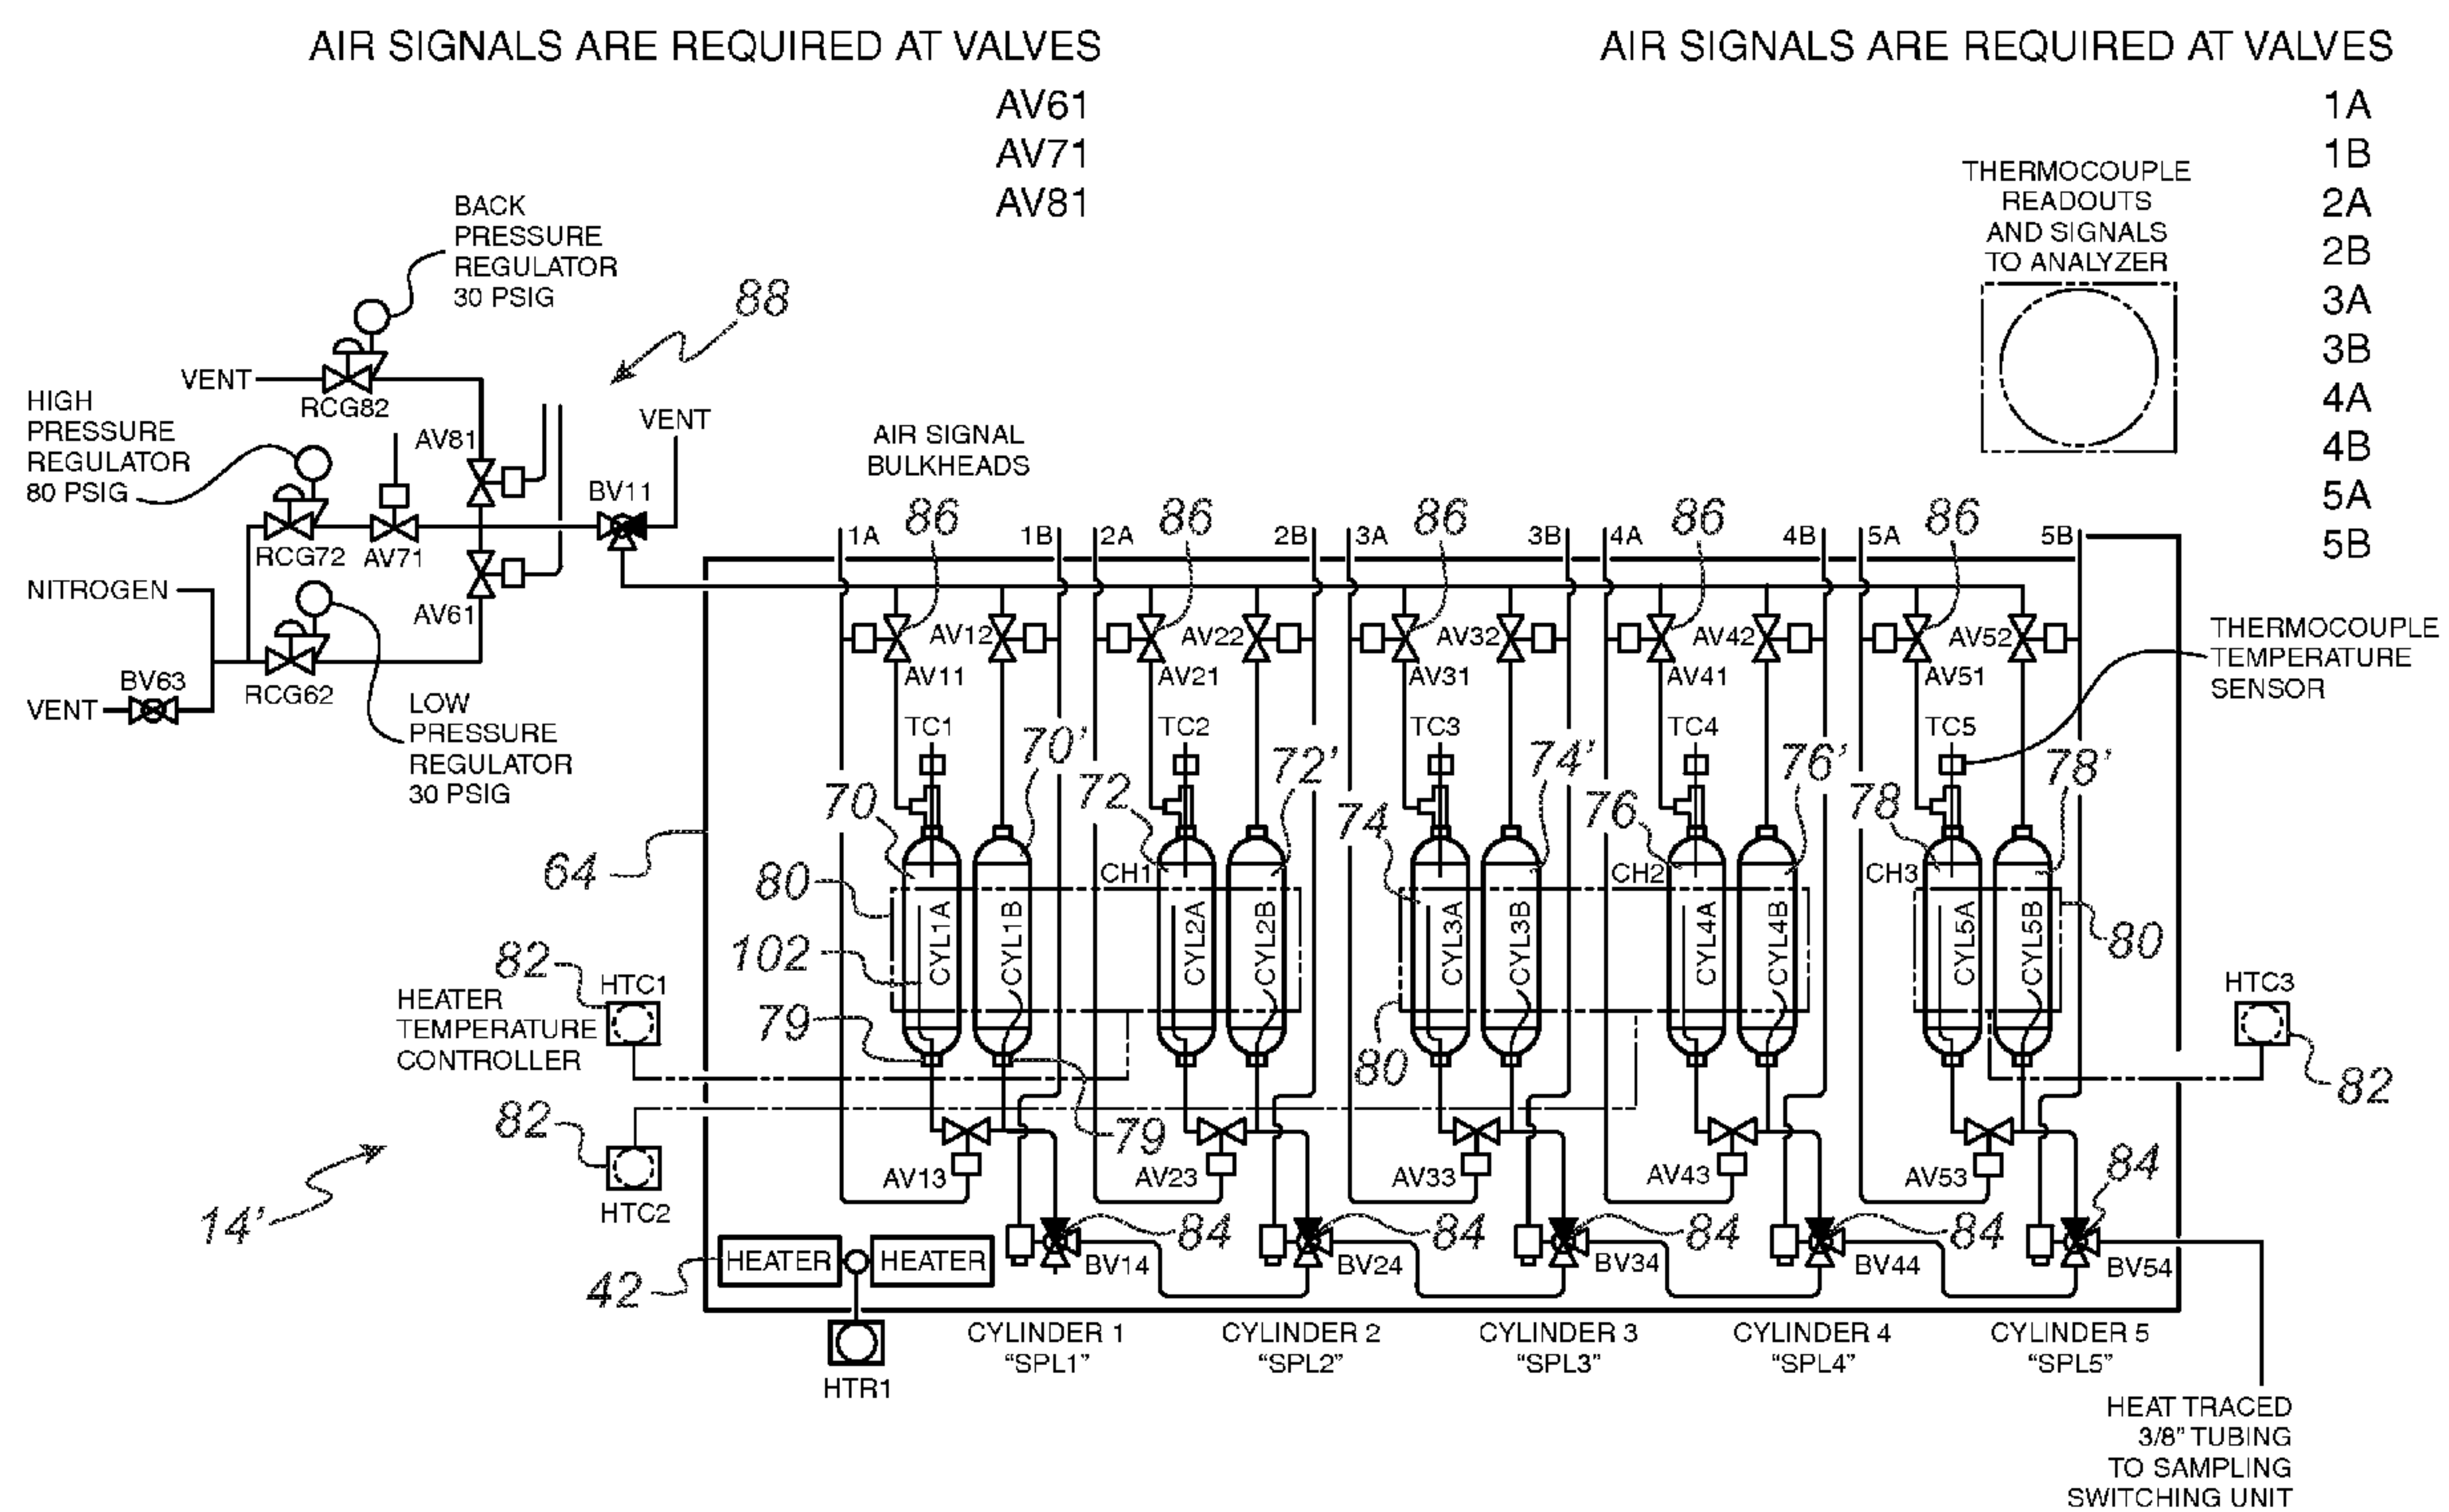 AIR SIGNALS ARE REQUIRED AT VALVES
AV61
AV71
AV81
AIR SIGNALS ARE REQUIRED AT VALVES
1A
1B
2A
2B
3A
3B
4A
4B
5A
5B
THERMOCOUPLE
READOUTS
AND SIGNALS
TO ANALYZER
BACK
PRESSURE
REGULATOR
30 PSIG
88
VENT
RCG82
HIGH
PRESSURE
REGULATOR
80 PSIG
AV81
VENT
BV11
RCG72
AV71
NITROGEN
AV61
BV63
VENT
RCG62
LOW
PRESSURE
REGULATOR
30 PSIG
AIR SIGNAL
BULKHEADS
86
86
86
86
86
1A
1B
2A
2B
3A
3B
4A
4B
5A
5B
AV12
AV22
AV32
AV42
AV52
AV11
AV21
AV31
AV41
AV51
THERMOCOUPLE
TEMPERATURE
SENSOR
TC1
TC2
TC3
TC4
TC5
70
70'
72
72'
74
74'
76
76'
78
78'
64
80
CH1
CH2
CH3
CYL1A
CYL1B
CYL2A
CYL2B
CYL3A
CYL3B
CYL4A
CYL4B
CYL5A
CYL5B
102
80
80
82
HTC1
HEATER
TEMPERATURE
CONTROLLER
79
79
HTC3
82
82
HTC2
14'
AV13
AV23
AV33
AV43
AV53
84
84
84
84
84
HEATER
HEATER
42
BV14
BV24
BV34
BV44
BV54
HTR1
CYLINDER 1
"SPL1"
CYLINDER 2
"SPL2"
CYLINDER 3
"SPL3"
CYLINDER 4
"SPL4"
CYLINDER 5
"SPL5"
HEAT TRACED
3/8" TUBING
TO SAMPLING
SWITCHING UNIT